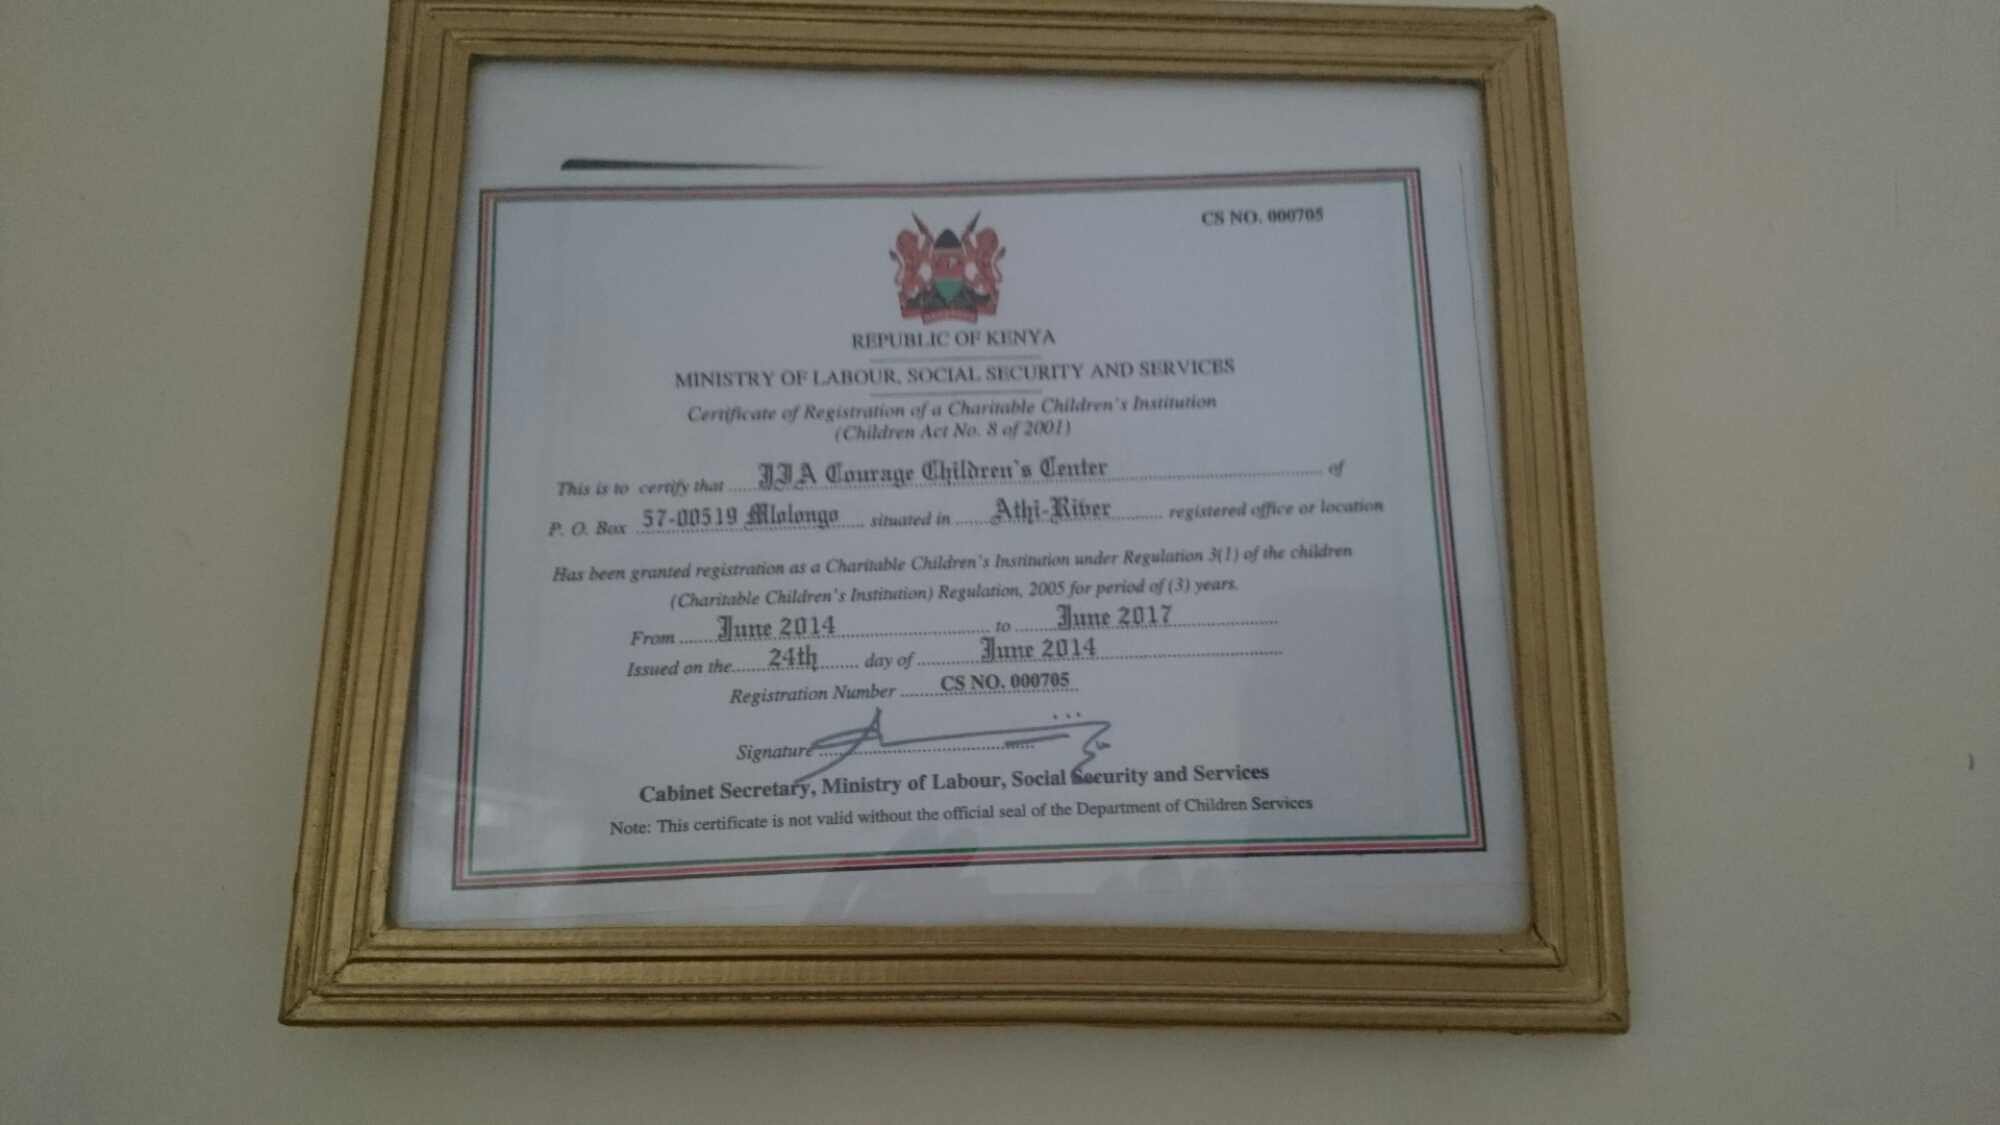 CS NO. 000705
REPUBLIC OF KENYA
MINISTRY OF LABOUR, SOCIAL SECURITY AND SERVICES
Certificate of Registration of a Charitable Children's Institution
(Children Act No. 8 of 2001)
This is to certify that JJA Courage Children's Center of
P. O. Box 57-00519 Mlolongo situated in Athi-River registered office or location
Has been granted registration as a Charitable Children's Institution under Regulation 3(1) of the children
(Charitable Children's Institution) Regulation, 2005 for period of (3) years.
From June 2014 to June 2017
Issued on the 24th day of June 2014
Registration Number CS NO. 000705
Signature
Cabinet Secretary, Ministry of Labour, Social Security and Services
Note: This certificate is not valid without the official seal of the Department of Children Services